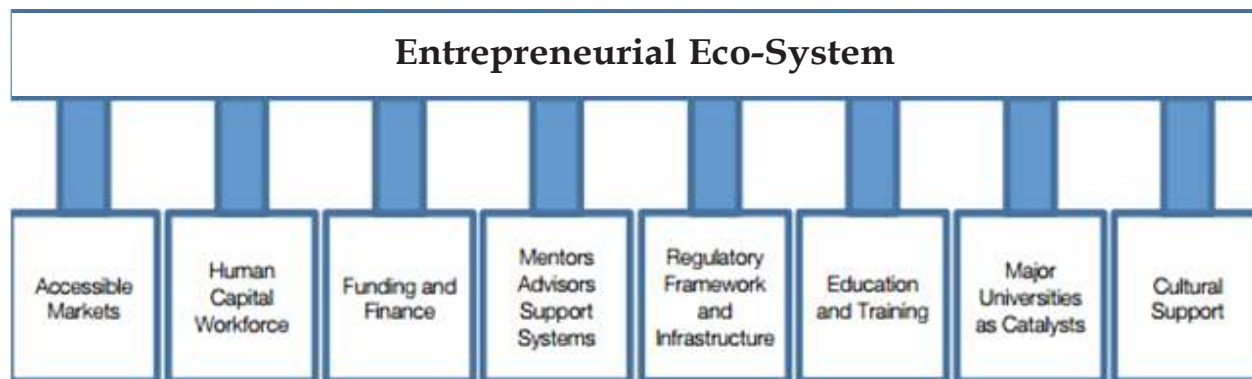 Entrepreneurial Eco-System
Accessible
Markets
Human
Capital
Workforce
Funding and
Finance
Mentors
Advisors
Support
Systems
Regulatory
Framework
and
Infrastructure
Education
and Training
Major
Universities
as Catalysts
Cultural
Support